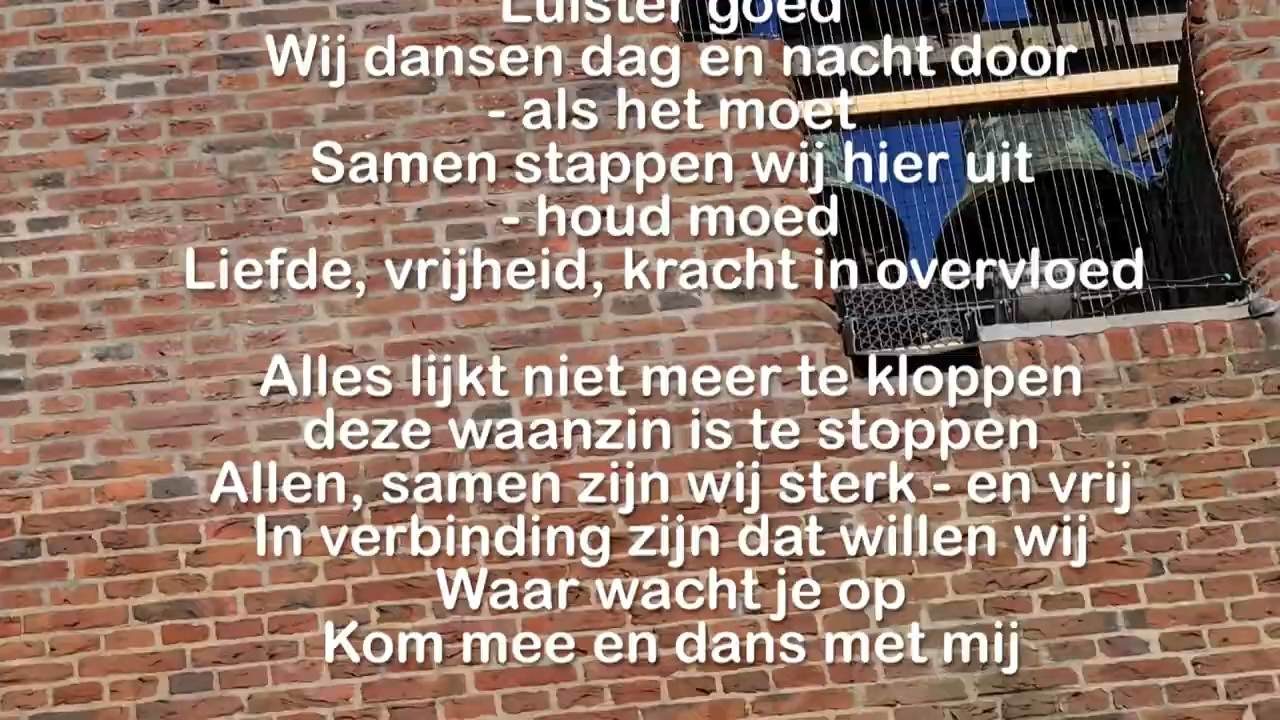 Luister goed
Wij dansen dag en nacht door
- als het moet
Samen stappen wij hier uit
- houd moed
Liefde, vrijheid, kracht in overvloed
Alles lijkt niet meer te kloppen
deze waanzin is te stoppen
Allen, samen zijn wij sterk - en vrij
In verbinding zijn dat willen wij
Waar wacht je op
Kom mee en dans met mij